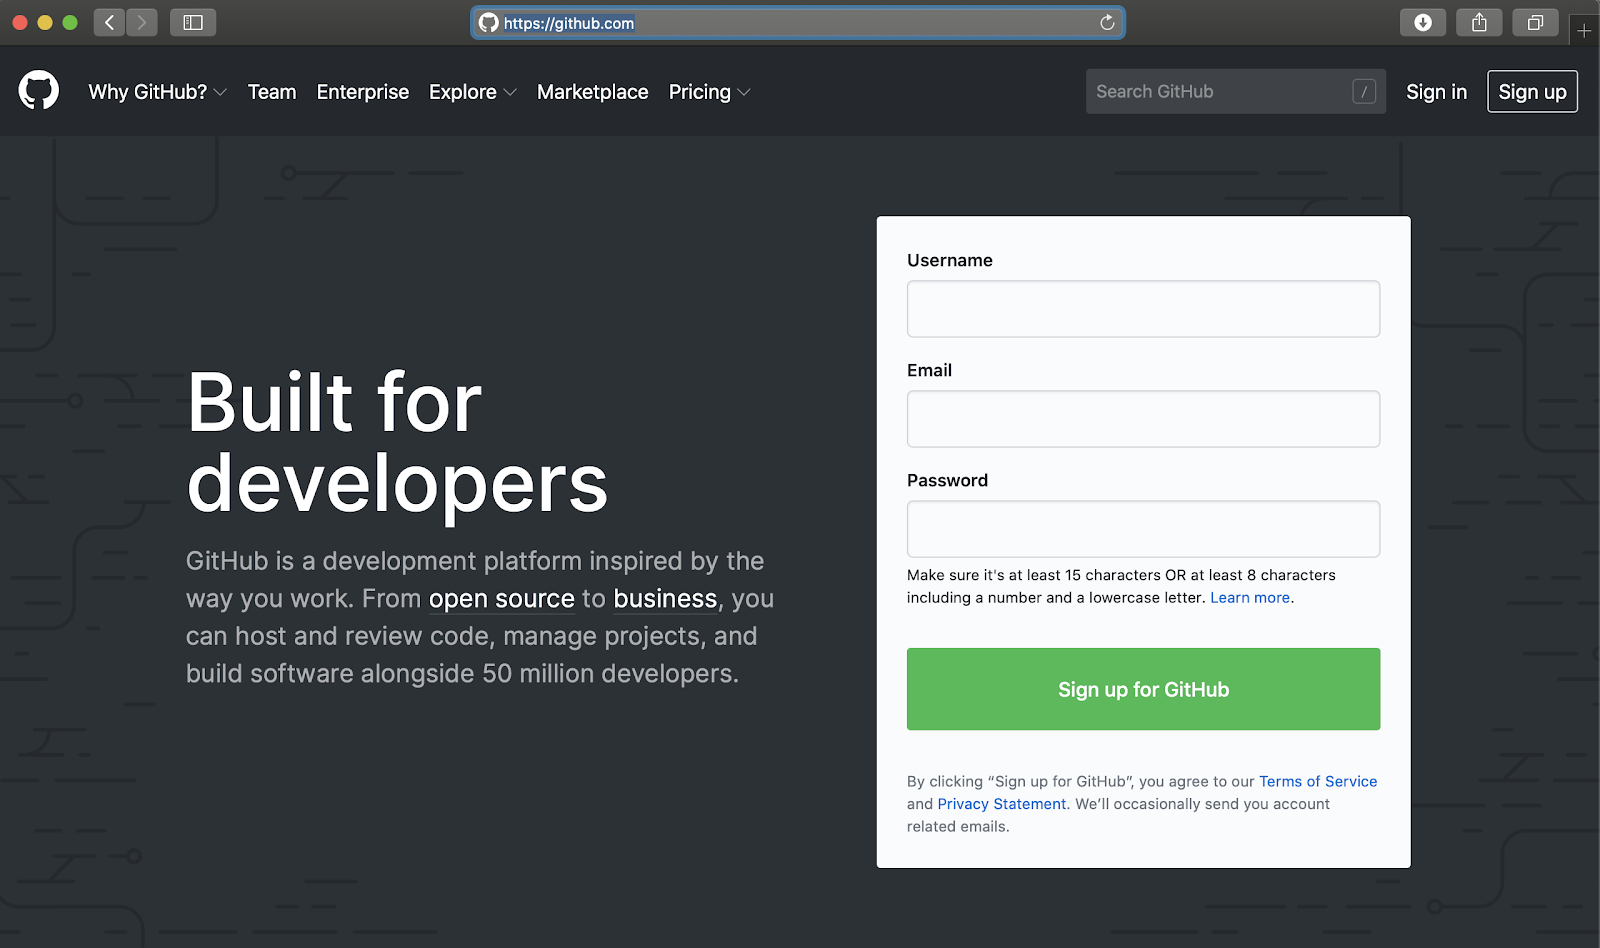 https://github.com
Why GitHub? Team Enterprise Explore Marketplace Pricing Search GitHub / Sign in Sign up
Built for
developers
GitHub is a development platform inspired by the
way you work. From open source to business, you
can host and review code, manage projects, and
build software alongside 50 million developers.
Username
Email
Password
Make sure it's at least 15 characters OR at least 8 characters
including a number and a lowercase letter. Learn more.
Sign up for GitHub
By clicking “Sign up for GitHub”, you agree to our Terms of Service
and Privacy Statement. We’ll occasionally send you account
related emails.